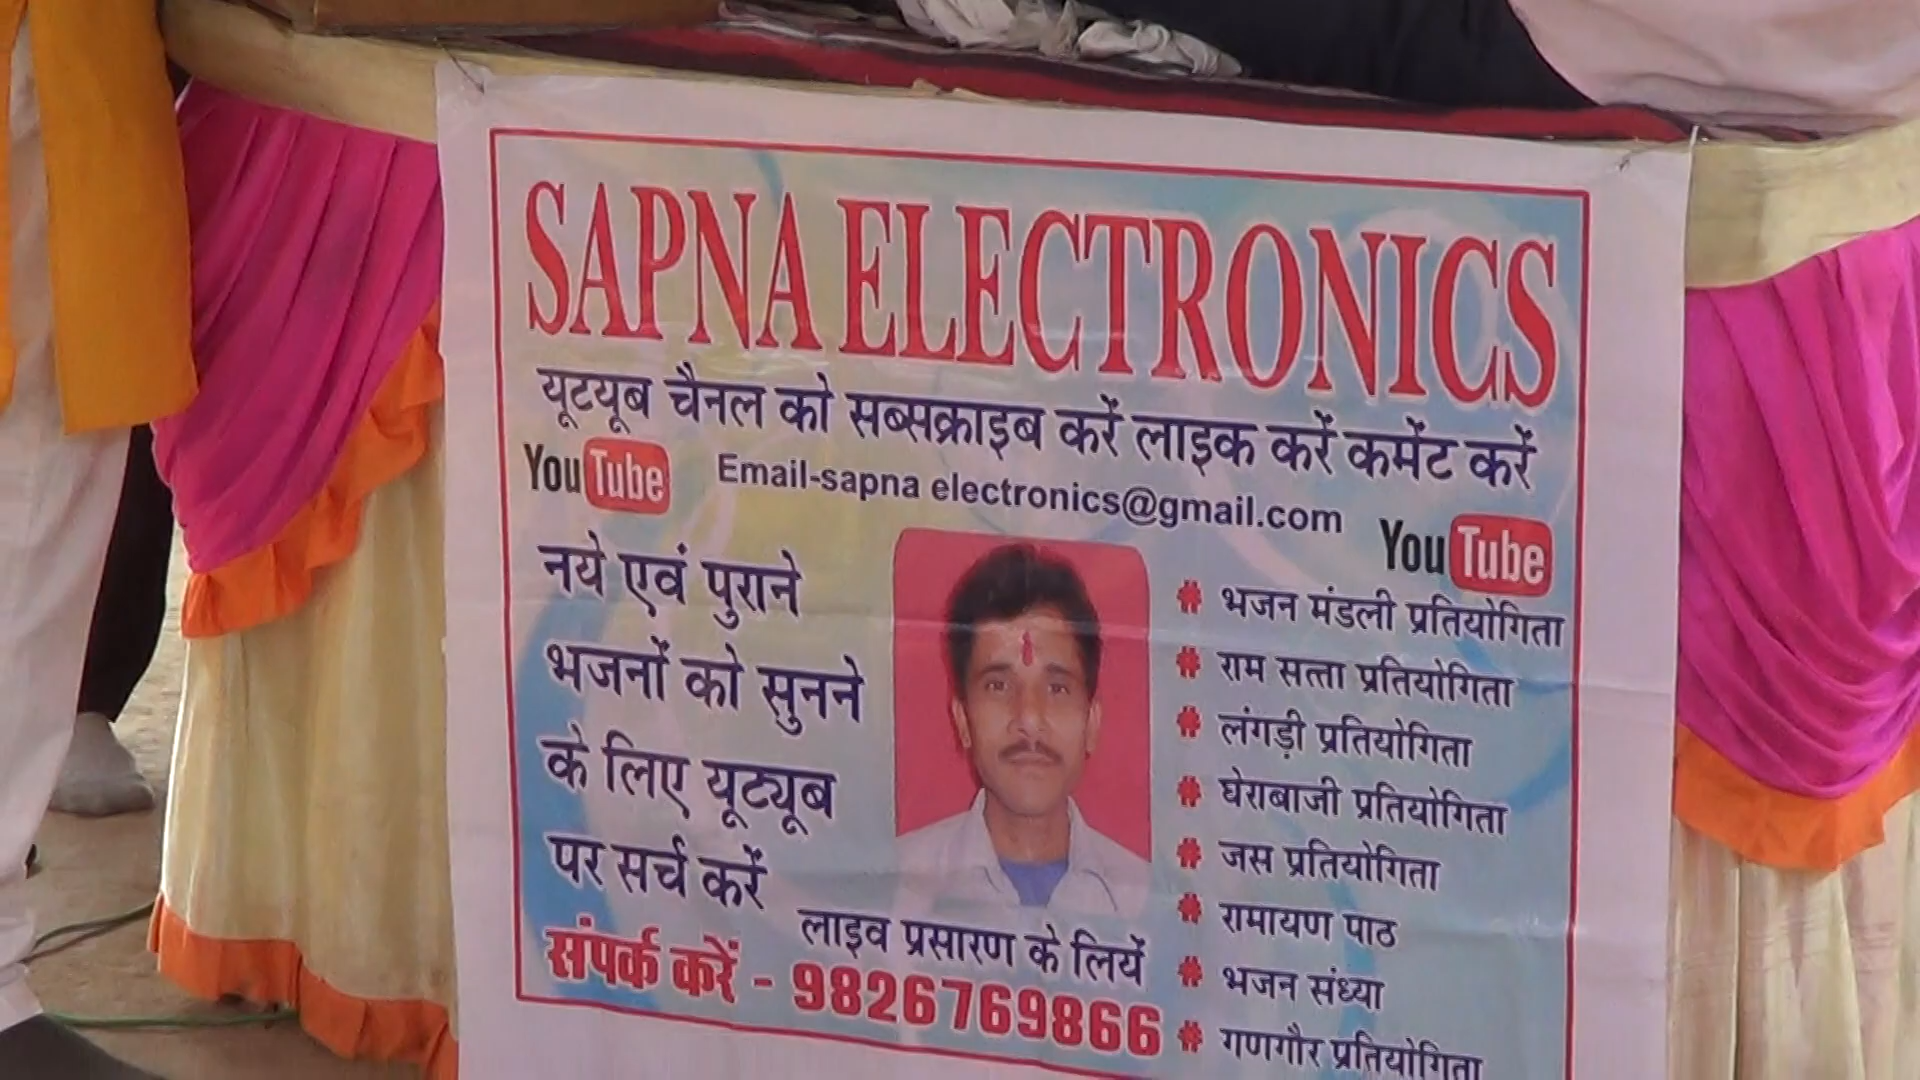 SAPNA ELECTRONICS
यूटयूब चैनल को सब्सक्राइब करें लाइक करें कमेंट करें
YouTube
Email-sapna electronics@gmail.com
YouTube
नये एवं पुराने
भजनों को सुनने
के लिए यूट्यूब
पर सर्च करें
# भजन मंडली प्रतियोगिता
# राम सत्ता प्रतियोगिता
# लंगड़ी प्रतियोगिता
# घेराबाजी प्रतियोगिता
# जस प्रतियोगिता
# रामायण पाठ
# भजन संध्या
# गणगौर प्रतियोगिता
लाइव प्रसारण के लियें
संपर्क करें - 9826769866